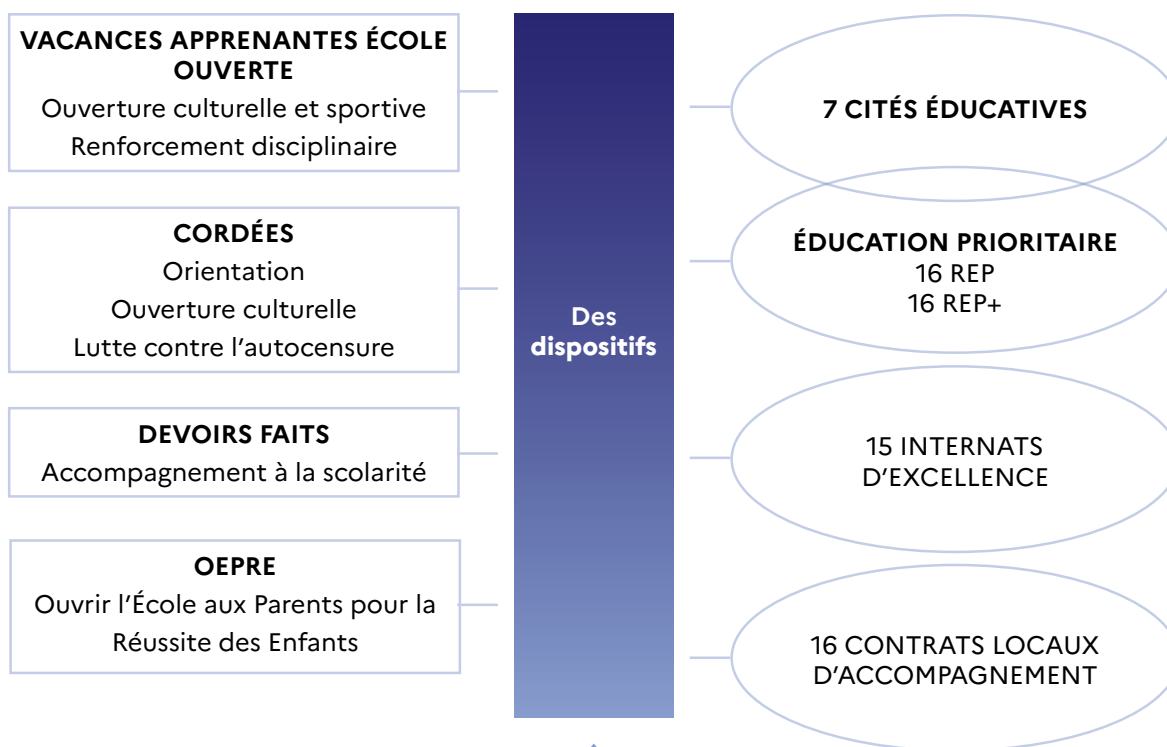 VACANCES APPRENANTES ÉCOLE
OUVERTE
Ouverture culturelle et sportive
Renforcement disciplinaire
CORDÉES
Orientation
Ouverture culturelle
Lutte contre l'autocensure
DEVOIRS FAITS
Accompagnement à la scolarité
OEPRE
Ouvrir l'École aux Parents pour la
Réussite des Enfants
Des
dispositifs
7 CITÉS ÉDUCATIVES
ÉDUCATION PRIORITAIRE
16 REP
16 REP+
15 INTERNATS
D'EXCELLENCE
16 CONTRATS LOCAUX
D'ACCOMPAGNEMENT